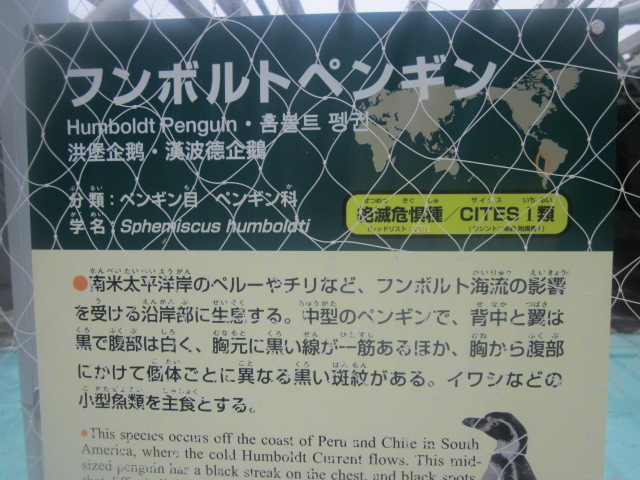 フンボルトペンギン
Humboldt Penguin・훔볼트 펭귄
洪堡企鹅・漢波德企鵝
分類：ペンギン目 ペンギン科
学名：Spheniscus humboldti
絶滅危惧種／CITESⅠ類
●南米太平洋岸のペルーやチリなど、フンボルト海流の影響
を受ける沿岸部に生息する。中型のペンギンで、背中と翼は
黒で腹部は白く、胸元に黒い線が一筋あるほか、胸から腹部
にかけて個体ごとに異なる黒い斑紋がある。イワシなどの
小型魚類を主食とする。
●This species occurs off the coast of Peru and Chile in South
America, where the cold Humboldt Current flows. This mid-
sized penguin has a black streak on the chest, and black spots